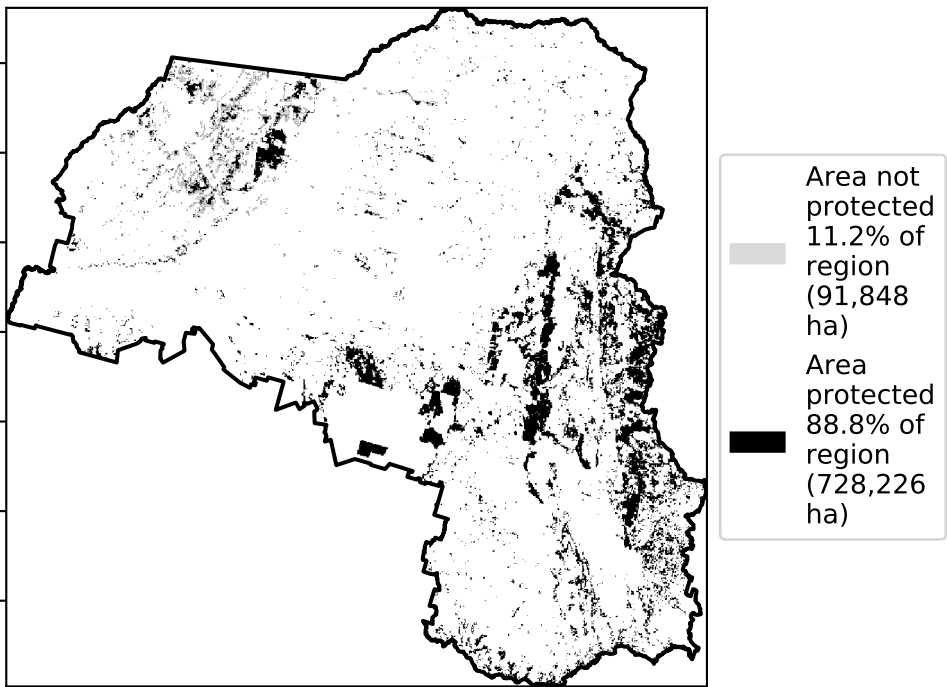 Area not
protected
11.2% of
region
(91,848
ha)
Area
protected
88.8% of
region
(728,226
ha)